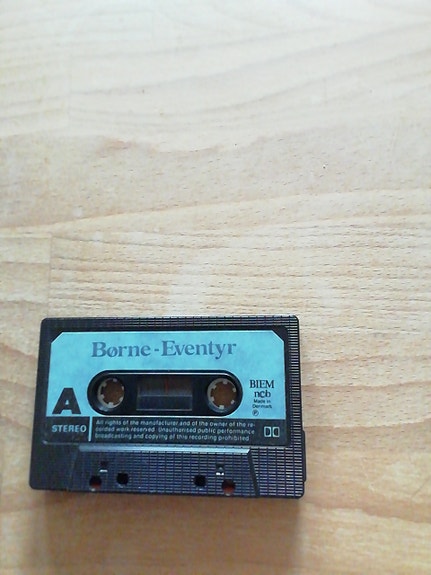 Børne-Eventyr
A
BIEM
ncb
Made in
Denmark
℗
STEREO
All rights of the manufacturer and of the owner of the re-
corded work reserved. Unauthorised public performance
broadcasting and copying of this recording prohibited.